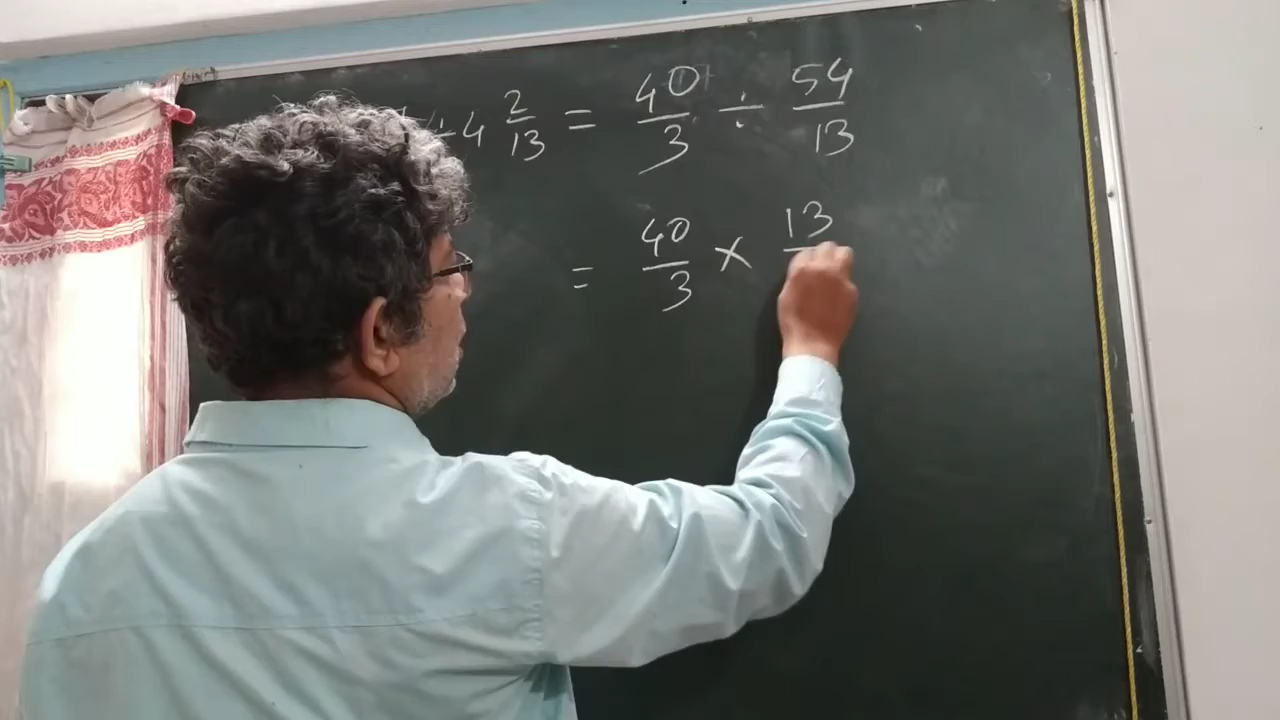 ÷ 4 2/13 = 40/3 ÷ 54/13
= 40/3 × 13